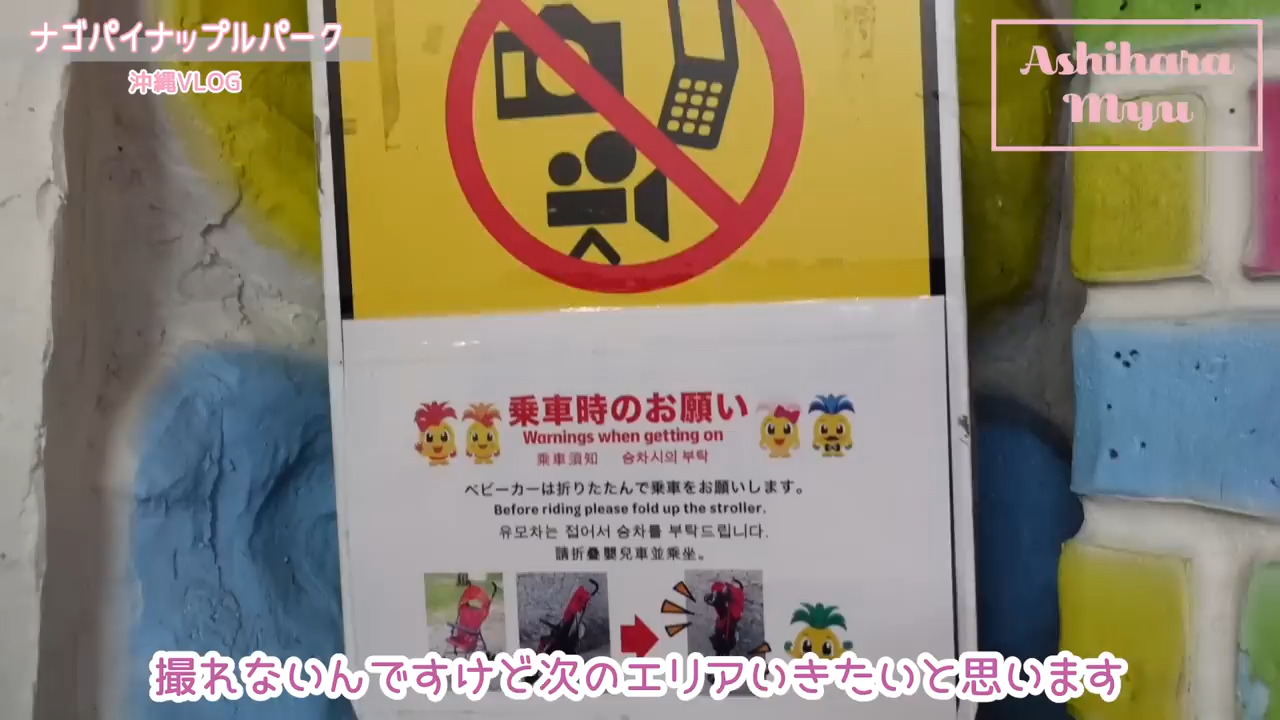 ナゴパイナップルパーク
沖縄VLOG
Ashihara
Myu
乗車時のお願い
Warnings when getting on
乘車須知 승차시의 부탁
ベビーカーは折りたたんで乗車をお願いします。
Before riding please fold up the stroller.
유모차는 접어서 승차를 부탁드립니다.
請折疊嬰兒車並乘坐。
撮れないんですけど次のエリアいきたいと思います